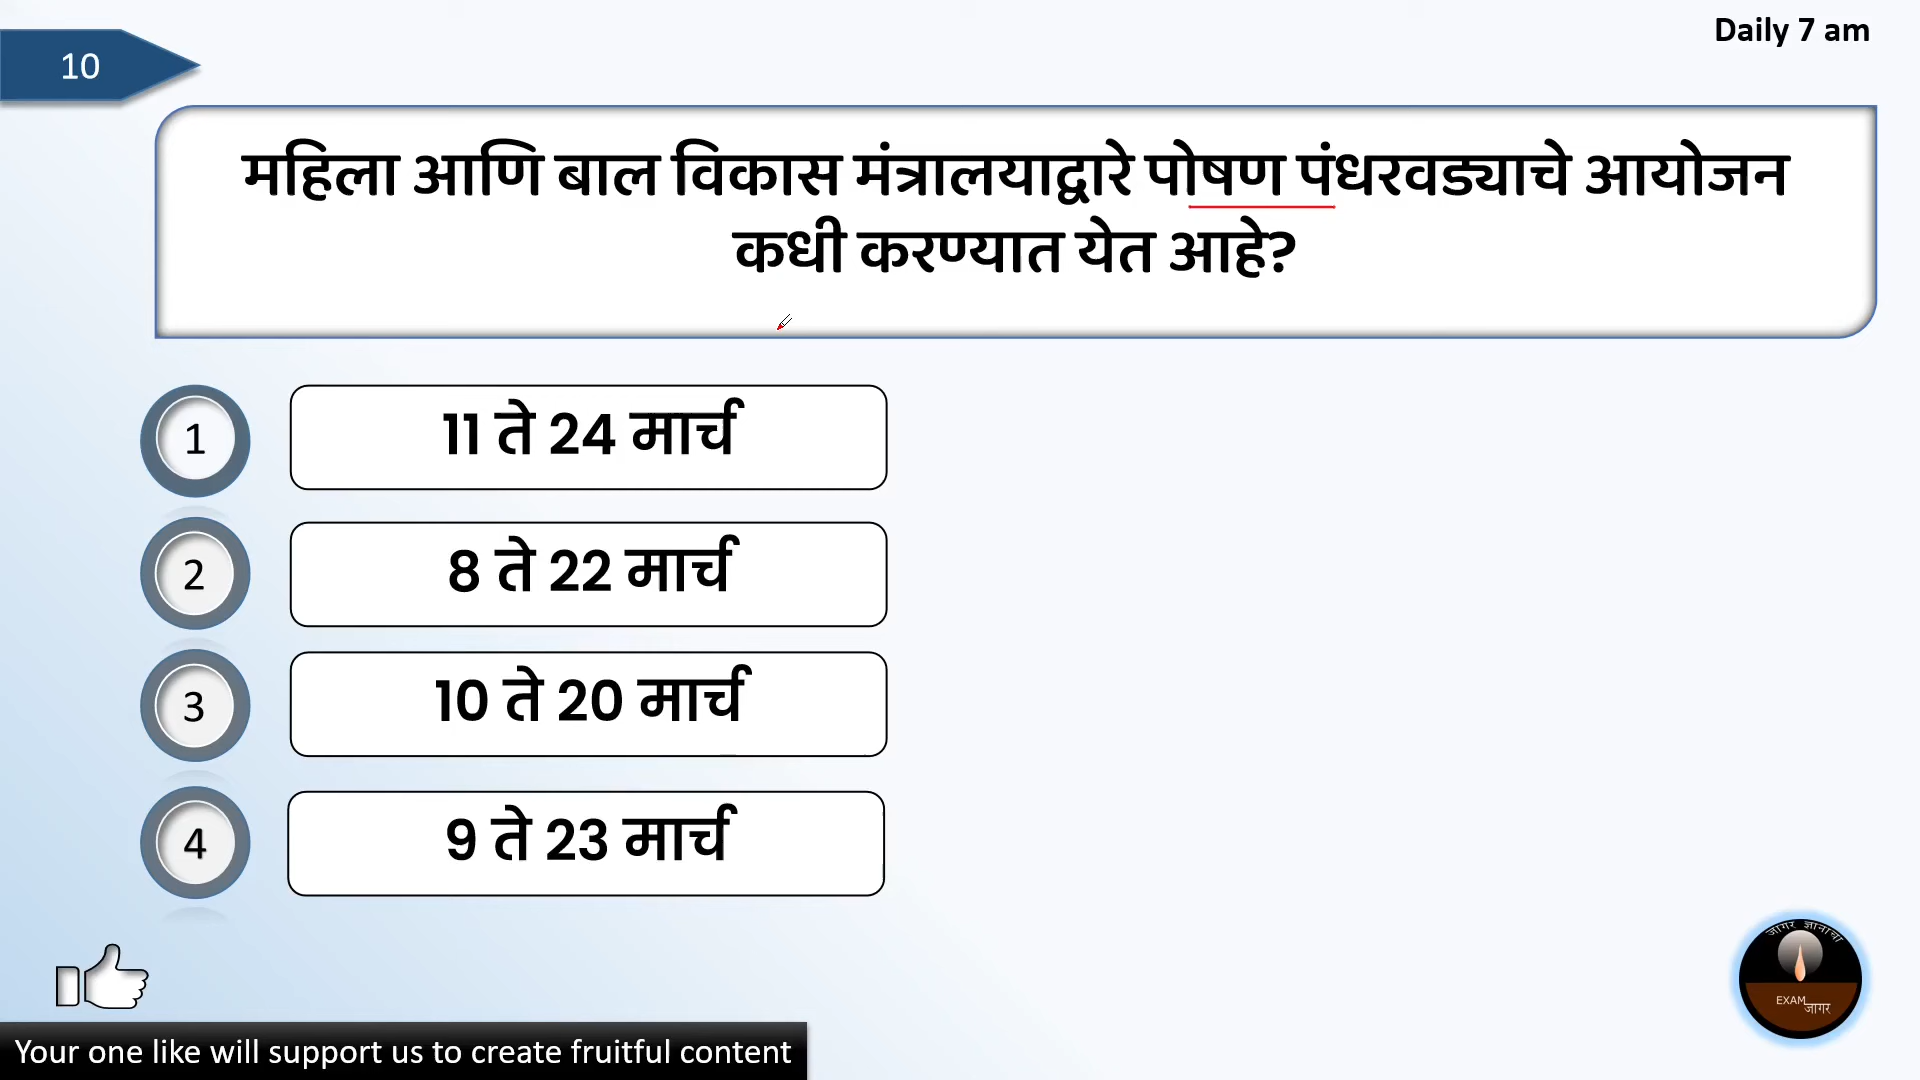 Daily 7 am
10
महिला आणि बाल विकास मंत्रालयाद्वारे पोषण पंधरवड्याचे आयोजन
कधी करण्यात येत आहे?
1
11 ते 24 मार्च
2
8 ते 22 मार्च
3
10 ते 20 मार्च
4
9 ते 23 मार्च
जागर ज्ञानाचा
EXAM
जागर
Your one like will support us to create fruitful content